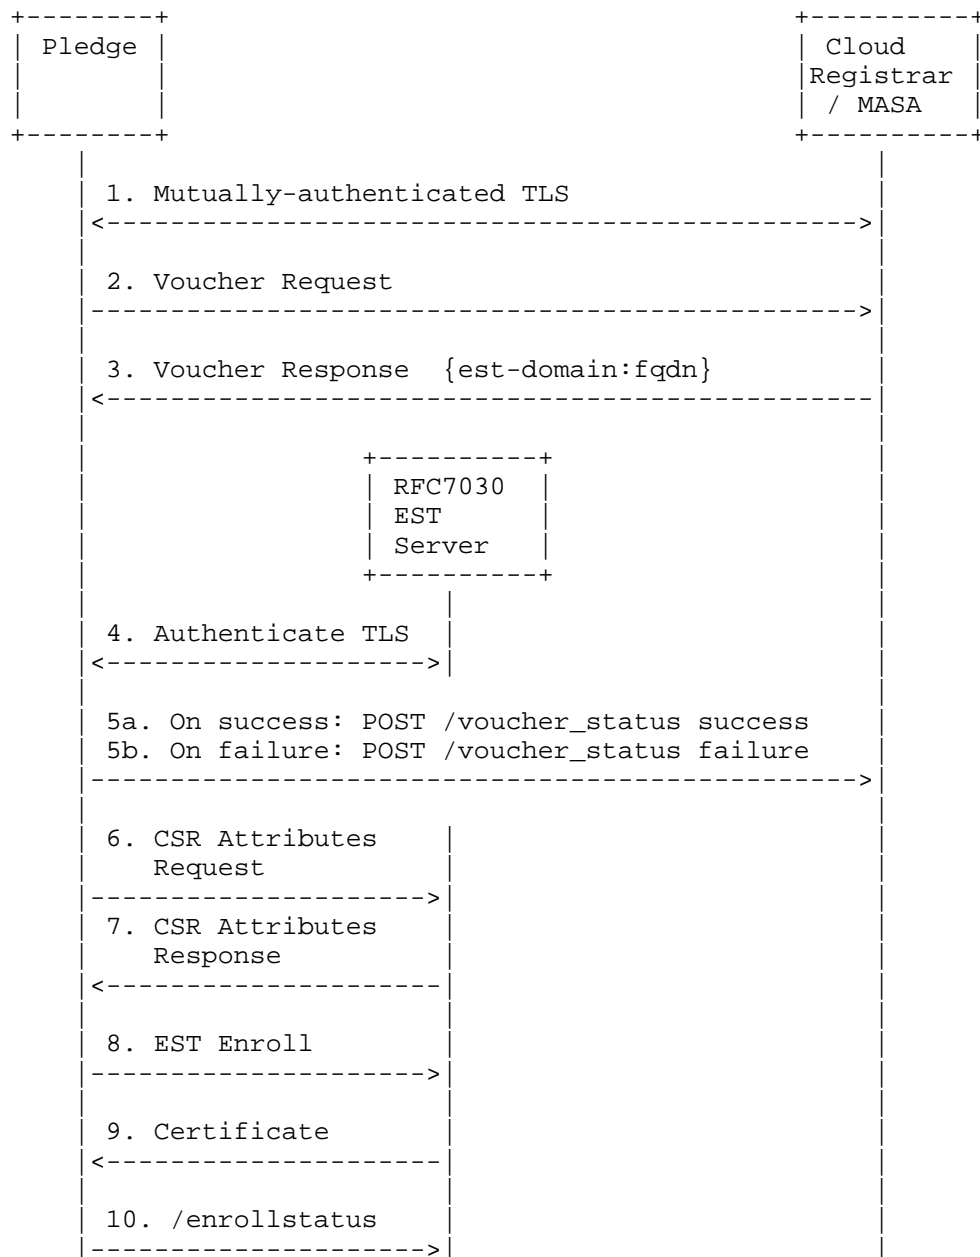 Pledge
Cloud
Registrar
/ MASA
1. Mutually-authenticated TLS
2. Voucher Request
3. Voucher Response {est-domain:fqdn}
RFC7030
EST
Server
4. Authenticate TLS
5a. On success: POST /voucher_status success
5b. On failure: POST /voucher_status failure
6. CSR Attributes
Request
7. CSR Attributes
Response
8. EST Enroll
9. Certificate
10. /enrollstatus